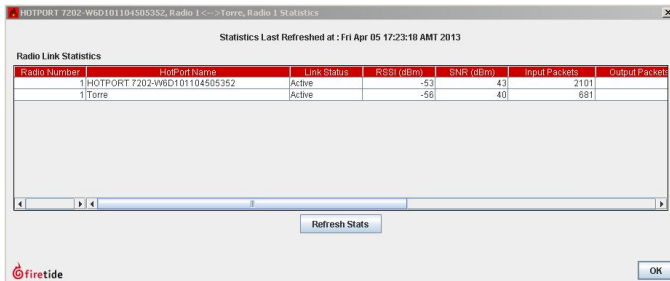 HOTPORT 7202-W6D101104505352, Radio 1<-->Torre, Radio 1 Statistics
Statistics Last Refreshed at : Fri Apr 05 17:23:18 AMT 2013
Radio Link Statistics
Radio Number HotPort Name Link Status RSSI (dBm) SNR (dBm) Input Packets Output Packets
1 HOTPORT 7202-W6D101104505352 Active -53 43 2101
1 Torre Active -56 40 681
Refresh Stats
firetide
OK